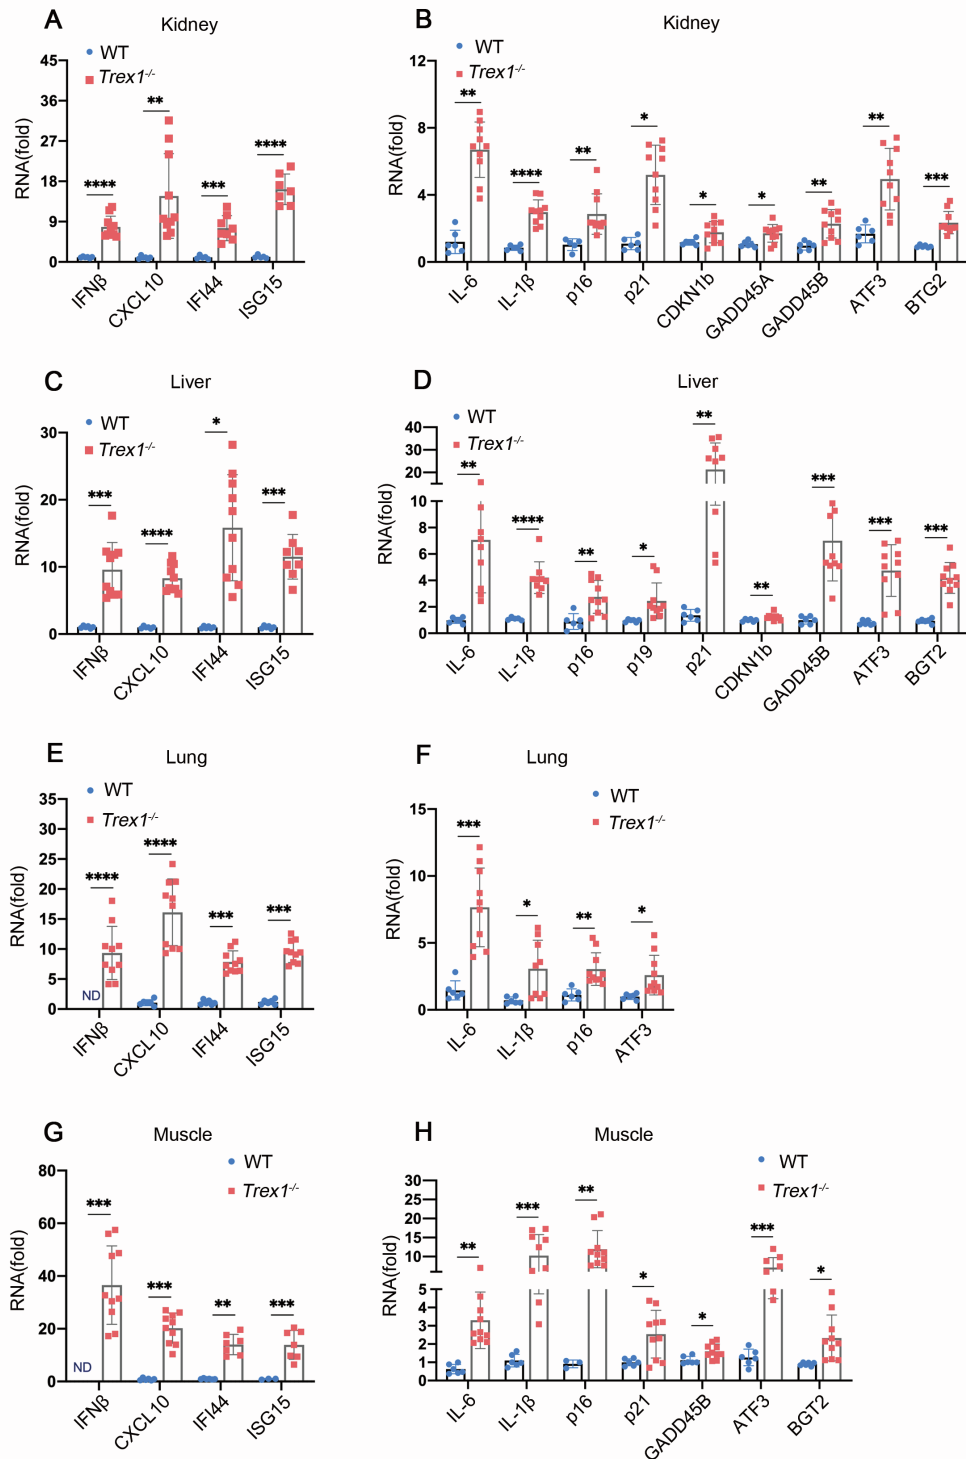 A
Kidney
WT
Trex1-/-
RNA(fold)
45
36
27
18
9
0
****
**
***
****
IFNβ
CXCL10
IFI44
ISG15
B
Kidney
WT
Trex1-/-
RNA(fold)
12
8
4
0
**
****
**
*
*
*
**
**
***
IL-6
IL-1β
p16
p21
CDKN1b
GADD45A
GADD45B
ATF3
BTG2
C
Liver
WT
Trex1-/-
RNA(fold)
30
20
10
0
***
****
*
***
IFNβ
CXCL10
IFI44
ISG15
D
Liver
WT
Trex1-/-
RNA(fold)
40
30
20
10
8
6
4
2
0
**
****
**
*
**
**
***
***
***
IL-6
IL-1β
p16
p19
p21
CDKN1b
GADD45B
ATF3
BGT2
E
Lung
WT
Trex1-/-
RNA(fold)
35
30
25
20
15
10
5
0
****
****
***
***
ND
IFNβ
CXCL10
IFI44
ISG15
F
Lung
WT
Trex1-/-
RNA(fold)
15
10
5
0
***
*
**
*
IL-6
IL-1β
p16
ATF3
G
Muscle
WT
Trex1-/-
RNA(fold)
80
60
40
20
0
***
***
**
***
ND
IFNβ
CXCL10
IFI44
ISG15
H
Muscle
WT
Trex1-/-
RNA(fold)
30
25
20
15
10
5
4
3
2
1
0
**
***
**
*
*
***
*
IL-6
IL-1β
p16
p21
GADD45B
ATF3
BGT2